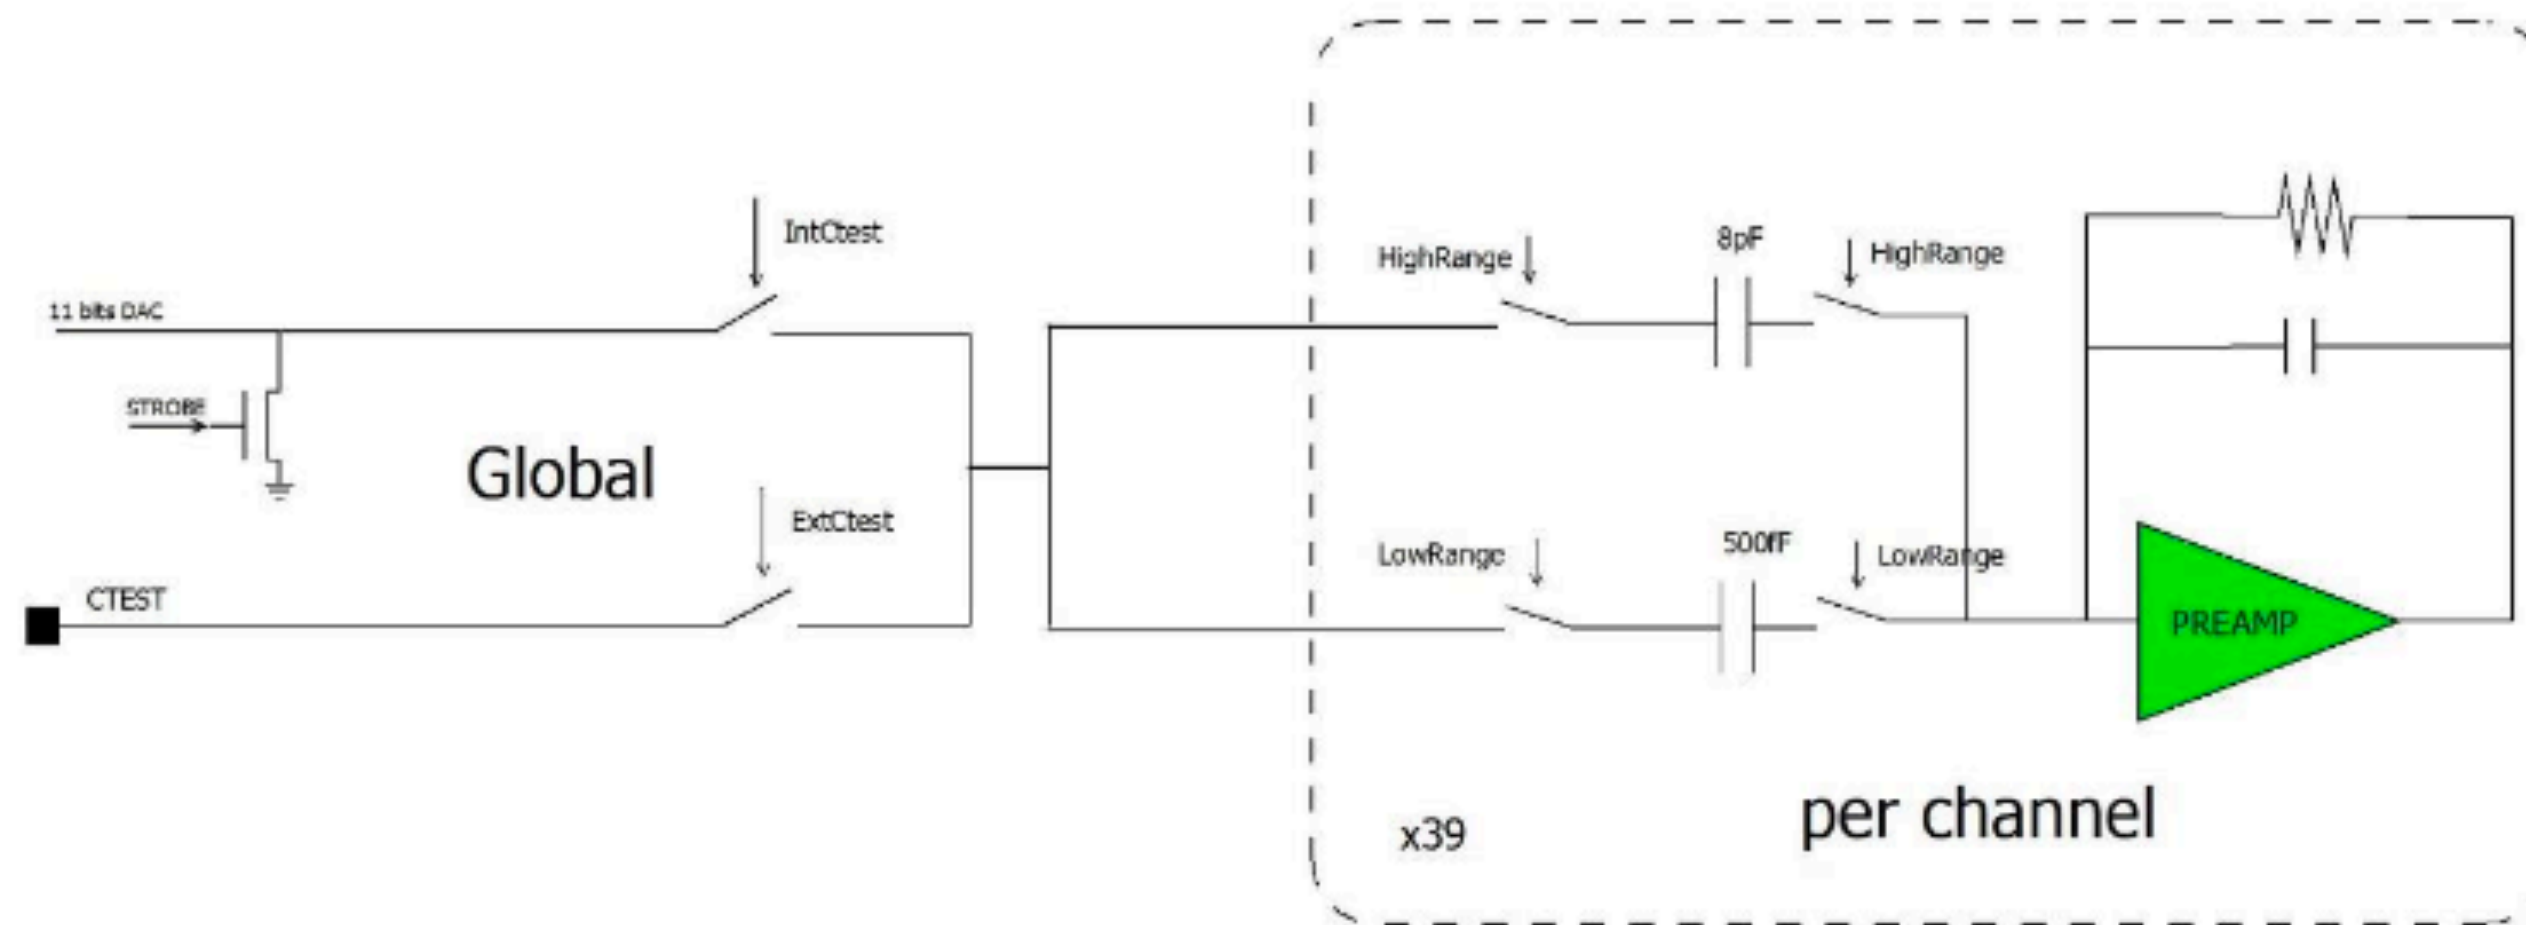 IntCtest
11 bits DAC
STROBE
Global
ExtCtest
CTEST
HighRange
8pF
HighRange
LowRange
500fF
LowRange
PREAMP
x39
per channel